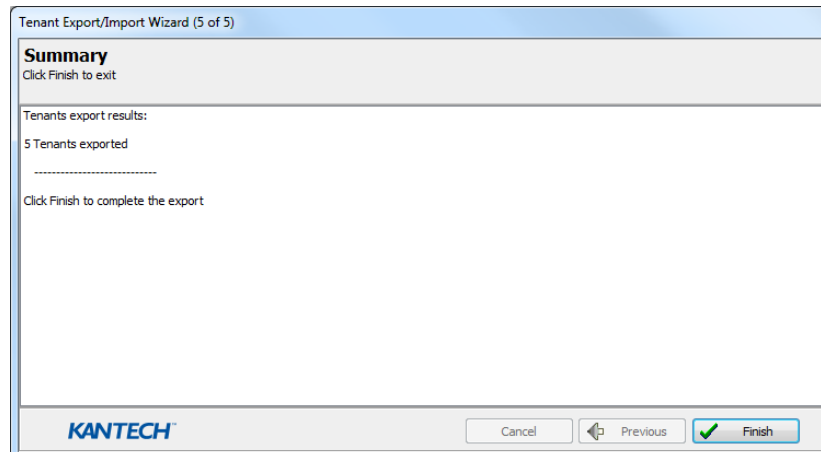 Tenant Export/Import Wizard (5 of 5)
Summary
Click Finish to exit
Tenants export results:
5 Tenants exported
----------------------------
Click Finish to complete the export
KANTECH™
Cancel
Previous
Finish